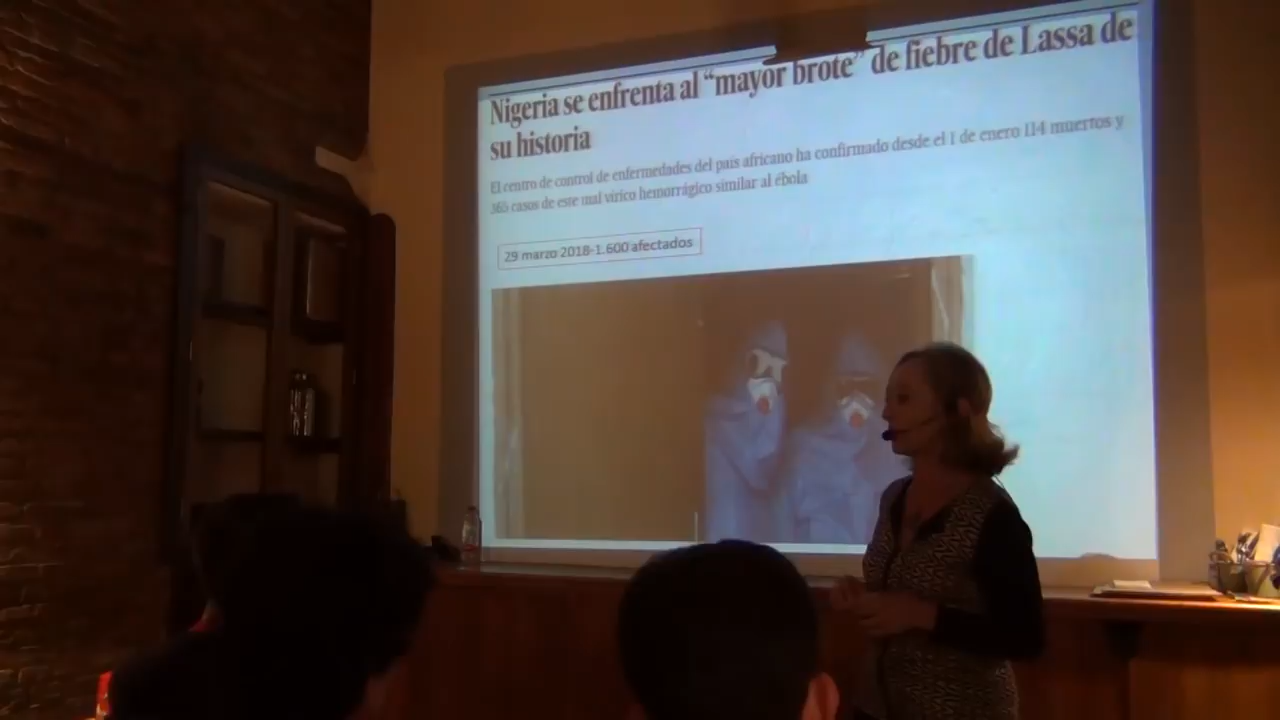 Nigeria se enfrenta al “mayor brote” de fiebre de Lassa de
su historia
El centro de control de enfermedades del país africano ha confirmado desde el 1 de enero 114 muertos y
365 casos de este mal vírico hemorrágico similar al ébola
29 marzo 2018-1.600 afectados